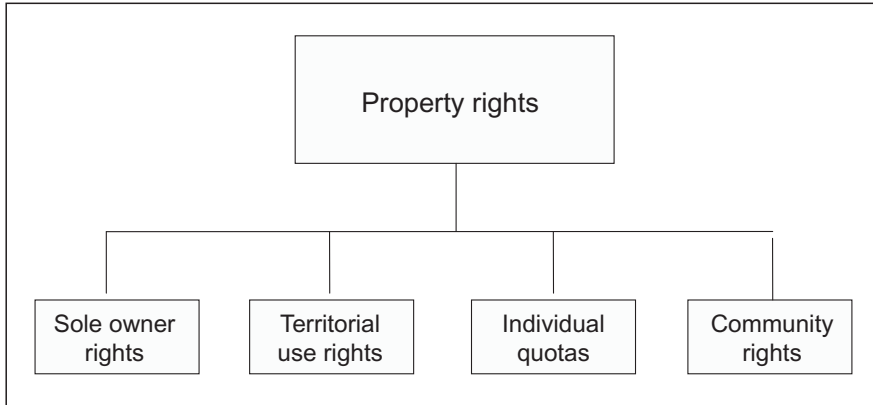 Property rights
Sole owner
rights
Territorial
use rights
Individual
quotas
Community
rights